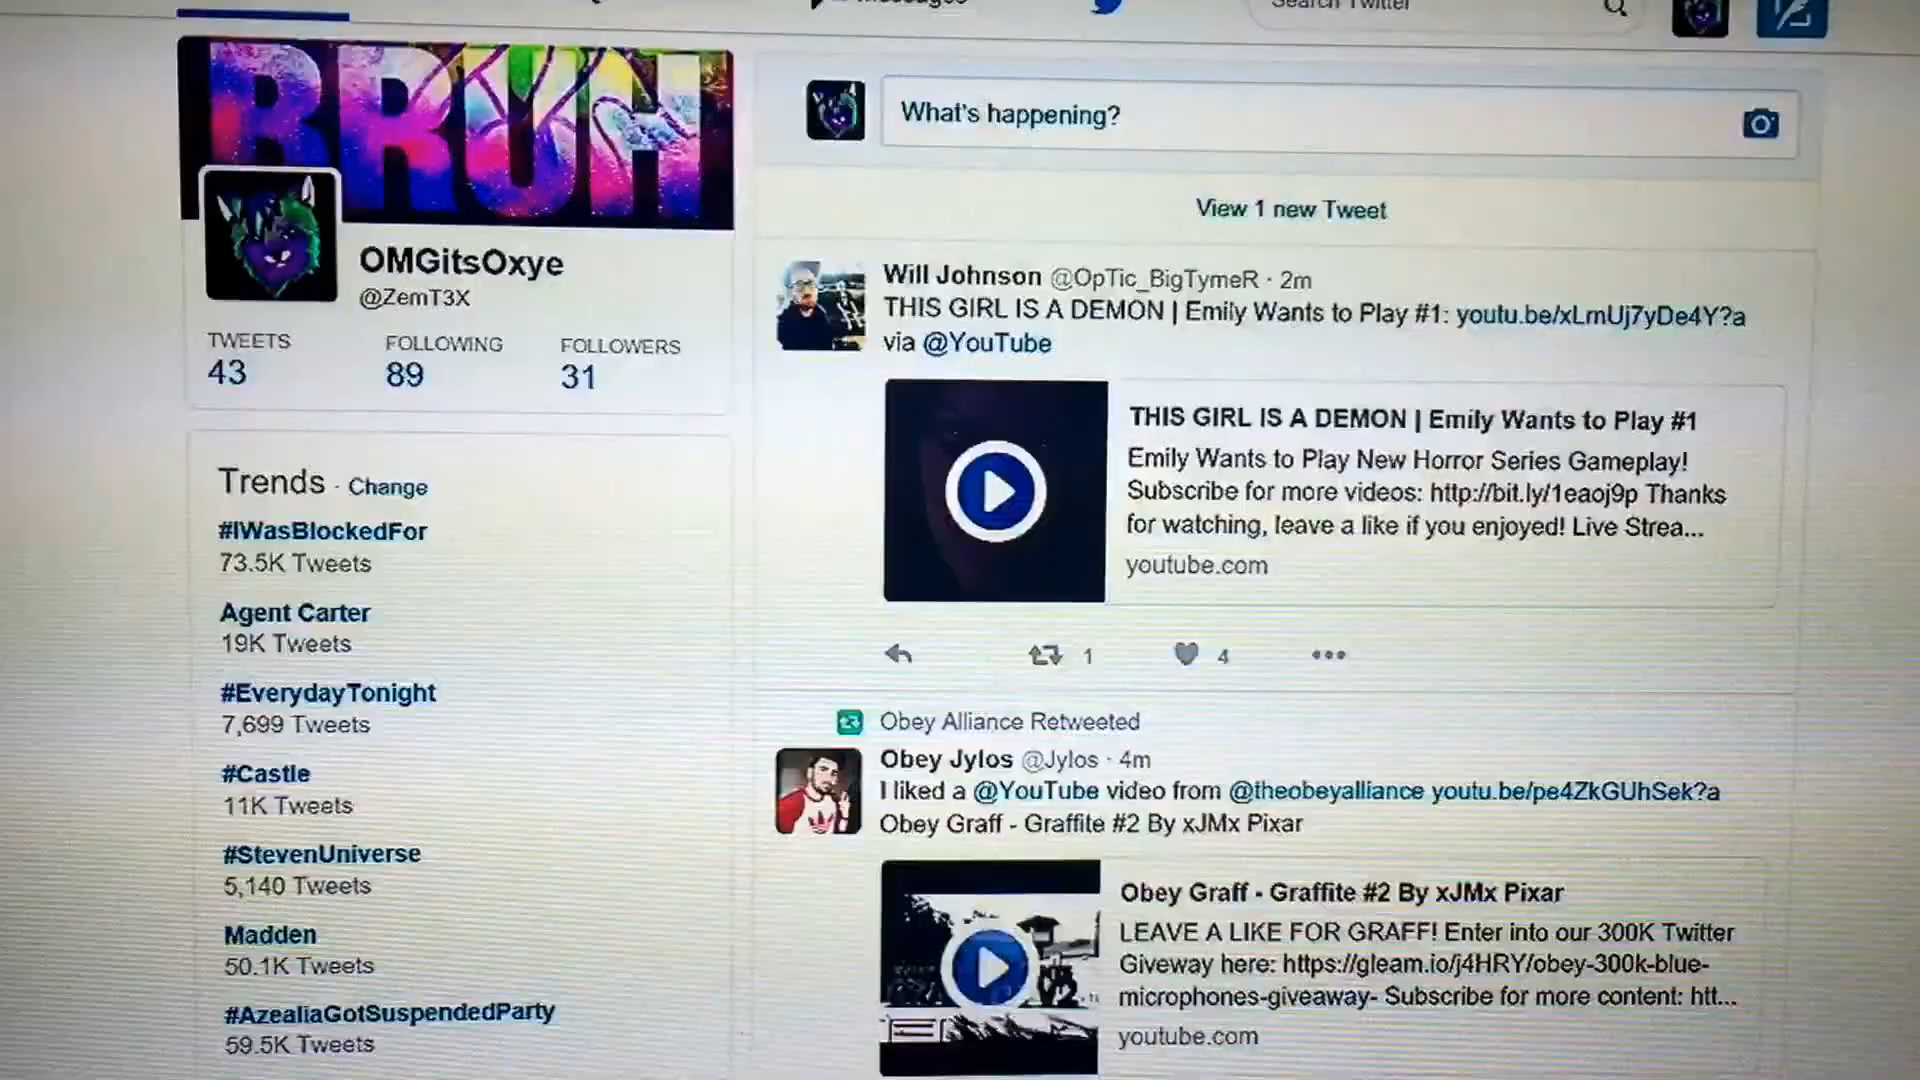 Search Twitter
BRUH
What's happening?
View 1 new Tweet
OMGitsOxye
@ZemT3X
TWEETS FOLLOWING FOLLOWERS
43 89 31
Trends · Change
#IWasBlockedFor
73.5K Tweets
Agent Carter
19K Tweets
#EverydayTonight
7,699 Tweets
#Castle
11K Tweets
#StevenUniverse
5,140 Tweets
Madden
50.1K Tweets
#AzealiaGotSuspendedParty
59.5K Tweets
Will Johnson @OpTic_BigTymeR · 2m
THIS GIRL IS A DEMON | Emily Wants to Play #1: youtu.be/xLmUj7yDe4Y?a
via @YouTube
THIS GIRL IS A DEMON | Emily Wants to Play #1
Emily Wants to Play New Horror Series Gameplay!
Subscribe for more videos: http://bit.ly/1eaoj9p Thanks
for watching, leave a like if you enjoyed! Live Strea...
youtube.com
1 4
Obey Alliance Retweeted
Obey Jylos @Jylos · 4m
I liked a @YouTube video from @theobeyalliance youtu.be/pe4ZkGUhSek?a
Obey Graff - Graffite #2 By xJMx Pixar
Obey Graff - Graffite #2 By xJMx Pixar
LEAVE A LIKE FOR GRAFF! Enter into our 300K Twitter
Giveway here: https://gleam.io/j4HRY/obey-300k-blue-
microphones-giveaway- Subscribe for more content: htt...
youtube.com